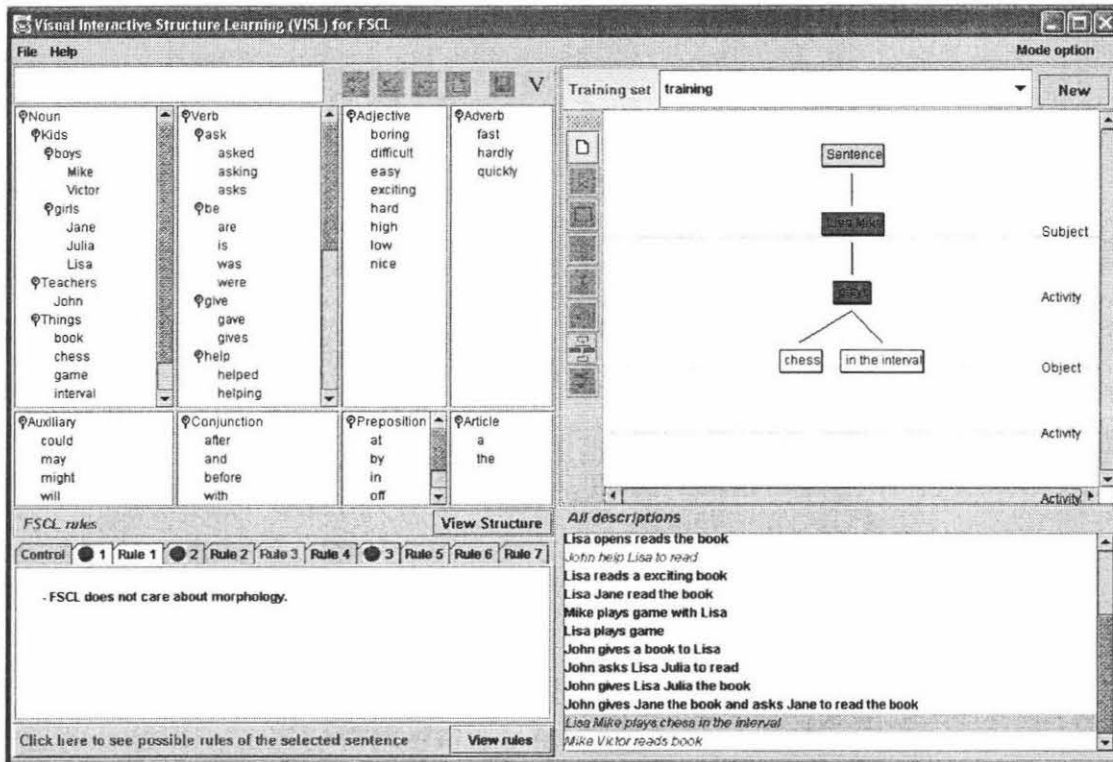 Visual Interactive Structure Learning (VISL) for FSCL
File Help
Mode option
V
Noun
Kids
boys
Mike
Victor
girls
Jane
Julia
Lisa
Teachers
John
Things
book
chess
game
interval
Verb
ask
asked
asking
asks
be
are
is
was
were
give
gave
gives
help
helped
helping
Adjective
boring
difficult
easy
exciting
hard
high
low
nice
Adverb
fast
hardly
quickly
Auxiliary
could
may
might
will
Conjunction
after
and
before
with
Preposition
at
by
in
off
Article
a
the
FSCL rules
View Structure
Control 1 Rule 1 2 Rule 2 Rule 3 Rule 4 3 Rule 5 Rule 6 Rule 7
- FSCL does not care about morphology.
Click here to see possible rules of the selected sentence
View rules
Training set training
New
Sentence
Lisa Mike
Subject
Activity
chess
in the interval
Object
Activity
Activity
All descriptions
Lisa opens reads the book
John help Lisa to read
Lisa reads a exciting book
Lisa Jane read the book
Mike plays game with Lisa
Lisa plays game
John gives a book to Lisa
John asks Lisa Julia to read
John gives Lisa Julia the book
John gives Jane the book and asks Jane to read the book
Lisa Mike plays chess in the interval
Mike Victor reads book